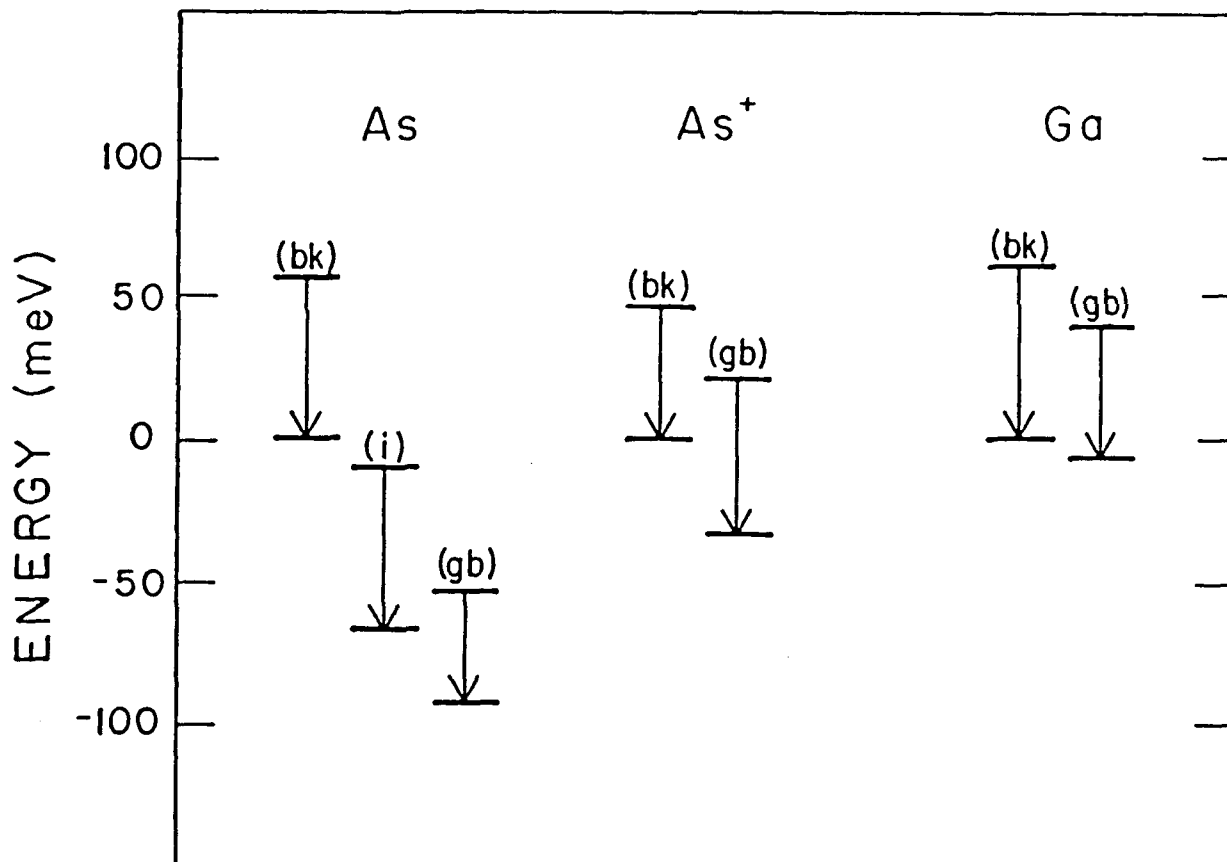 As As+ Ga
100
50
0
-50
-100
ENERGY (meV)
(bk) (bk) (bk)
(gb) (gb)
(i)
(gb)